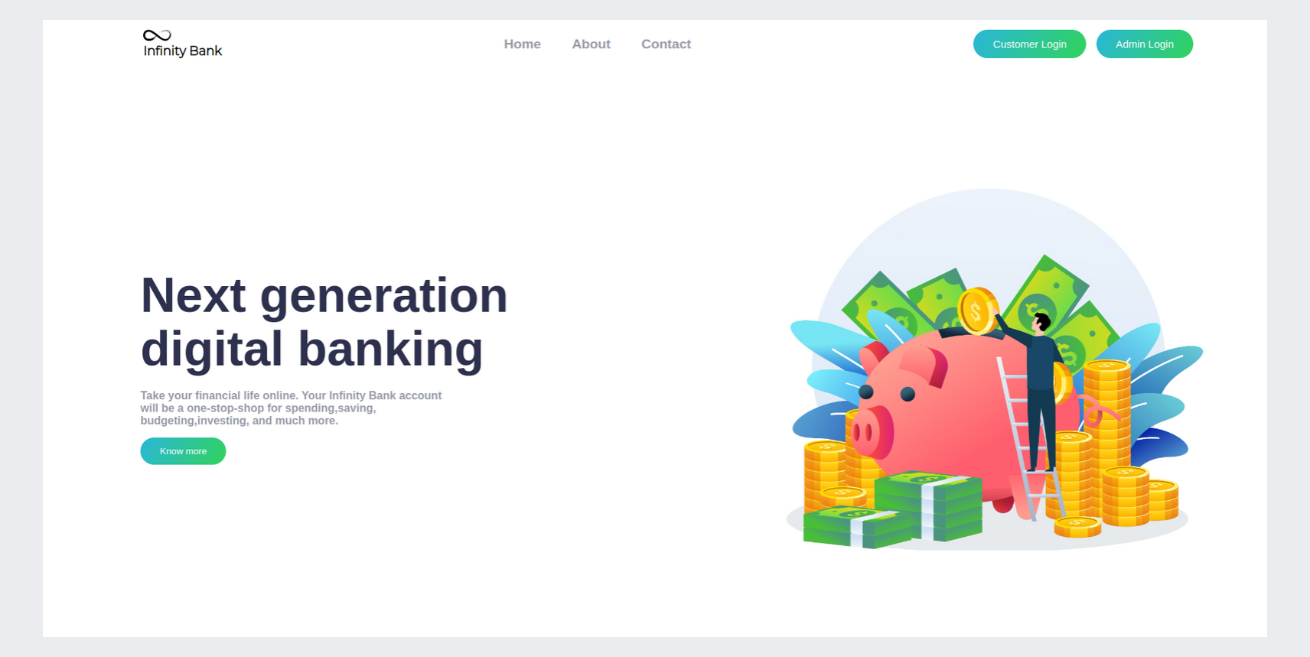 Infinity Bank
Home About Contact
Customer Login Admin Login
Next generation
digital banking
Take your financial life online. Your Infinity Bank account
will be a one-stop-shop for spending,saving,
budgeting,investing, and much more.
Know more